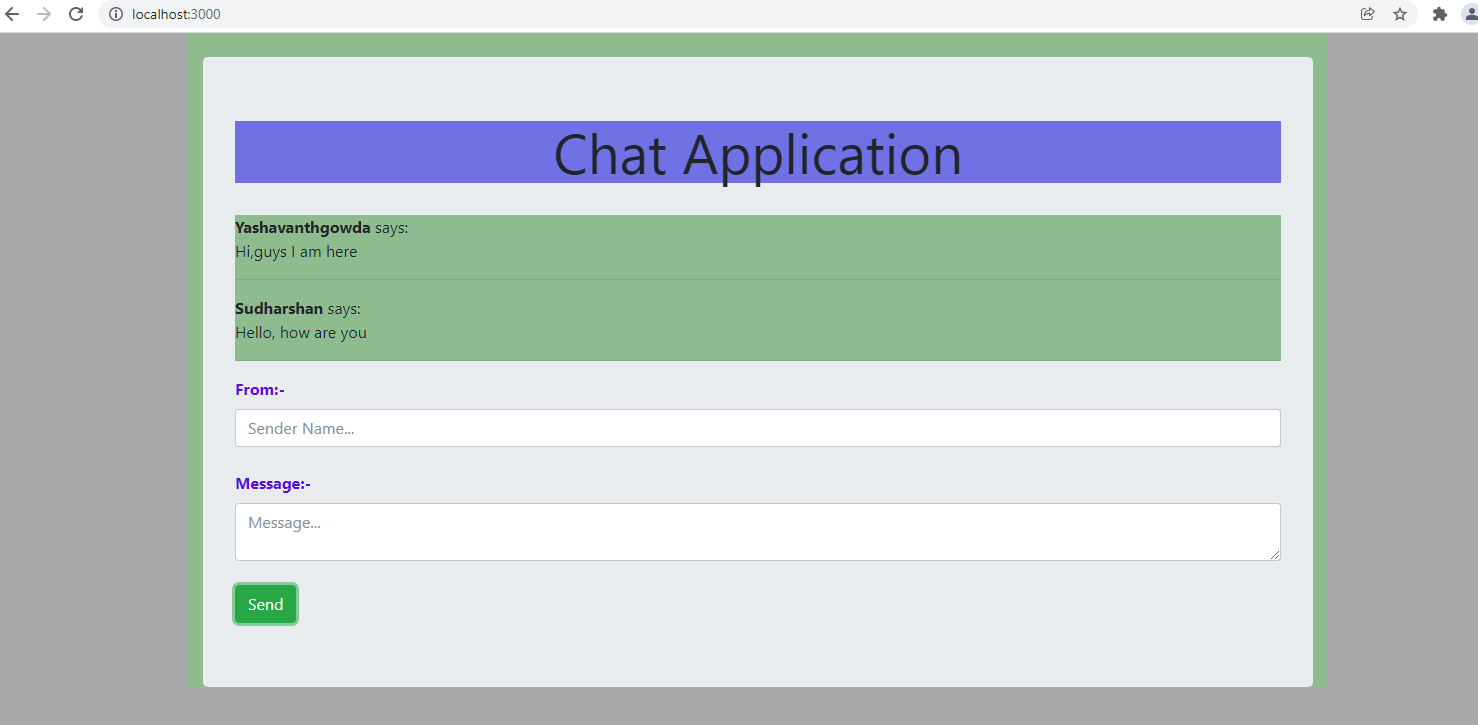 localhost:3000
Chat Application
Yashavanthgowda says:
Hi,guys I am here
Sudharshan says:
Hello, how are you
From:-
Sender Name...
Message:-
Message...
Send